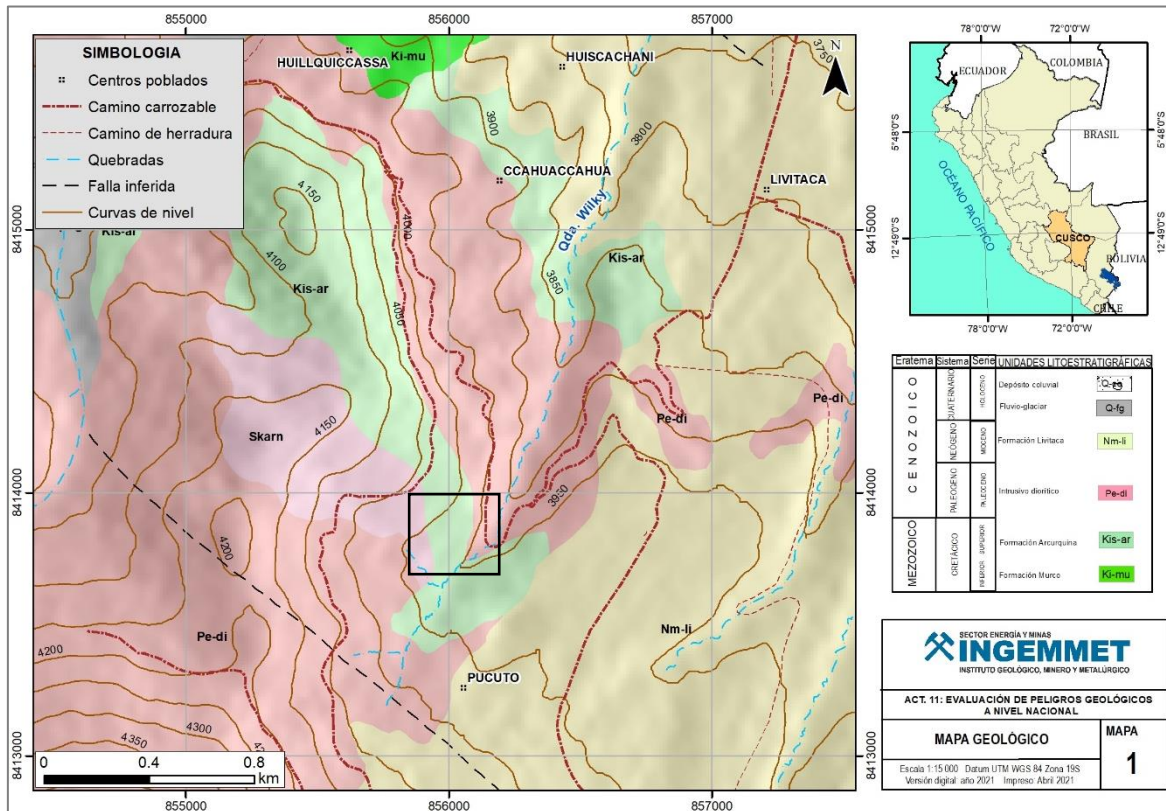 855000
856000
857000
8415000
8414000
8413000
SIMBOLOGIA
Centros poblados
Camino carrozable
Camino de herradura
Quebradas
Falla inferida
Curvas de nivel
HUILLQUICCASSA
Ki-mu
HUISCACHANI
3750
N
3900
3800
CCAHUACCAHUA
LIVITACA
Qda. Wilky
4150
4000
Kis-ar
4100
Kis-ar
Kis-ar
3850
4050
Skarn
4150
Pe-di
Pe-di
3950
4200
Pe-di
Nm-li
4200
PUCUTO
4300
4350
0
0.4
0.8
km
855000
856000
857000
78°0'0"W
72°0'0"W
ECUADOR
COLOMBIA
BRASIL
5°48'0"S
5°48'0"S
OCÉANO PACÍFICO
12°49'0"S
12°49'0"S
CUSCO
BOLIVIA
CHILE
78°0'0"W
72°0'0"W
Eratema Sistema Serie UNIDADES LITOESTRATIGRÁFICAS
CENOZOICO
CUATERNARIO
HOLOCENO
Depósito coluvial
Fluvio-glaciar Q-fg
NEÓGENO
MIOCENO
Formación Livitaca Nm-li
PALEOGENO
PALEOCENO
Intrusivo diorítico Pe-di
MEZOZOICO
CRETÁCICO
SUPERIOR
Formación Arcurquina Kis-ar
INFERIOR
Formación Murco Ki-mu
SECTOR ENERGÍA Y MINAS
INGEMMET
INSTITUTO GEOLÓGICO, MINERO Y METALÚRGICO
ACT. 11: EVALUACIÓN DE PELIGROS GEOLÓGICOS
A NIVEL NACIONAL
MAPA GEOLÓGICO
MAPA
1
Escala 1:15 000 Datum UTM WGS 84 Zona 19S
Versión digital: año 2021 Impreso: Abril 2021